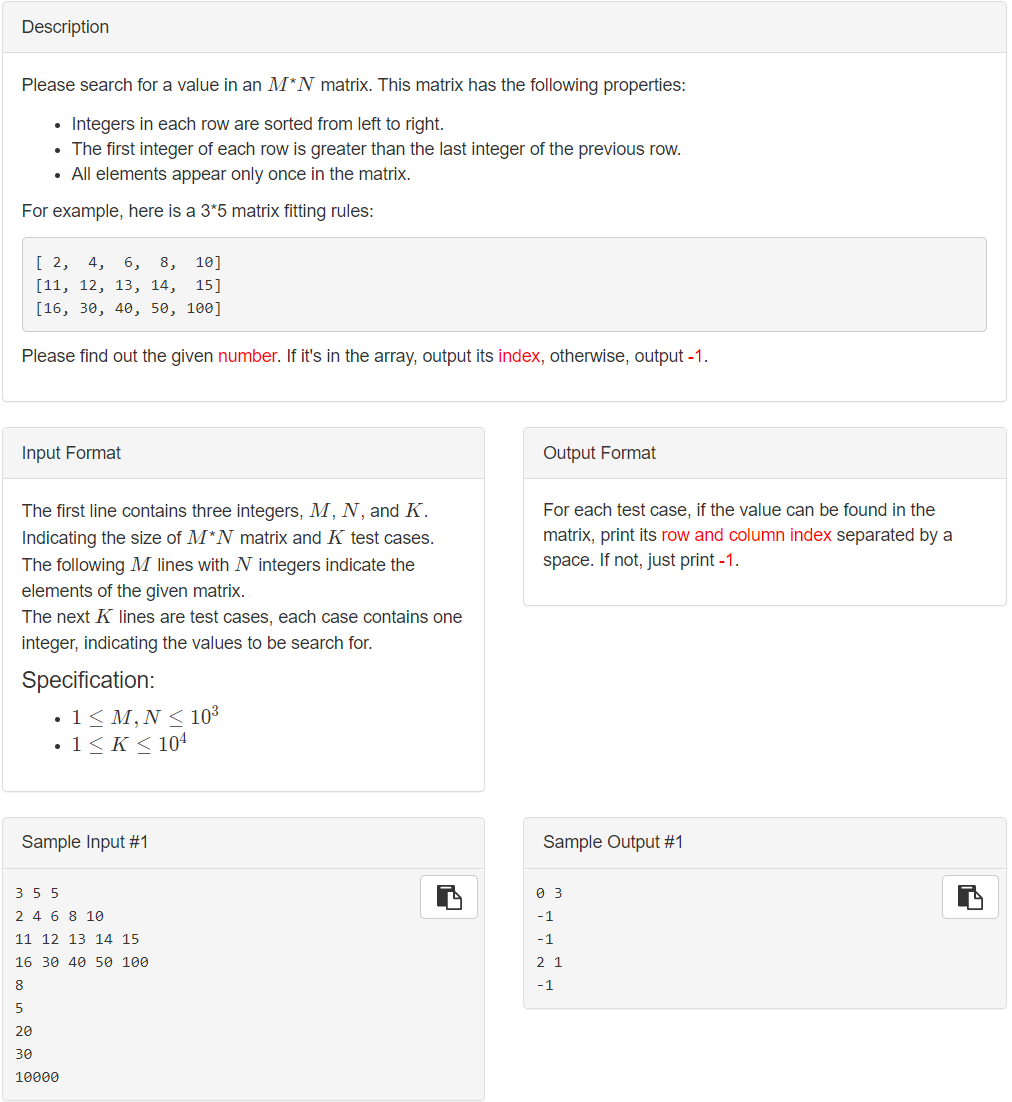 Description
Please search for a value in an M*N matrix. This matrix has the following properties:
• Integers in each row are sorted from left to right.
• The first integer of each row is greater than the last integer of the previous row.
• All elements appear only once in the matrix.
For example, here is a 3*5 matrix fitting rules:
[ 2,  4,  6,  8,  10]
[11, 12, 13, 14,  15]
[16, 30, 40, 50, 100]
Please find out the given number. If it's in the array, output its index, otherwise, output -1.
Input Format
The first line contains three integers, M, N, and K.
Indicating the size of M*N matrix and K test cases.
The following M lines with N integers indicate the
elements of the given matrix.
The next K lines are test cases, each case contains one
integer, indicating the values to be search for.
Specification:
• 1 ≤ M, N ≤ 10³
• 1 ≤ K ≤ 10⁴
Output Format
For each test case, if the value can be found in the
matrix, print its row and column index separated by a
space. If not, just print -1.
Sample Input #1
3 5 5
2 4 6 8 10
11 12 13 14 15
16 30 40 50 100
8
5
20
30
10000
Sample Output #1
0 3
-1
-1
2 1
-1